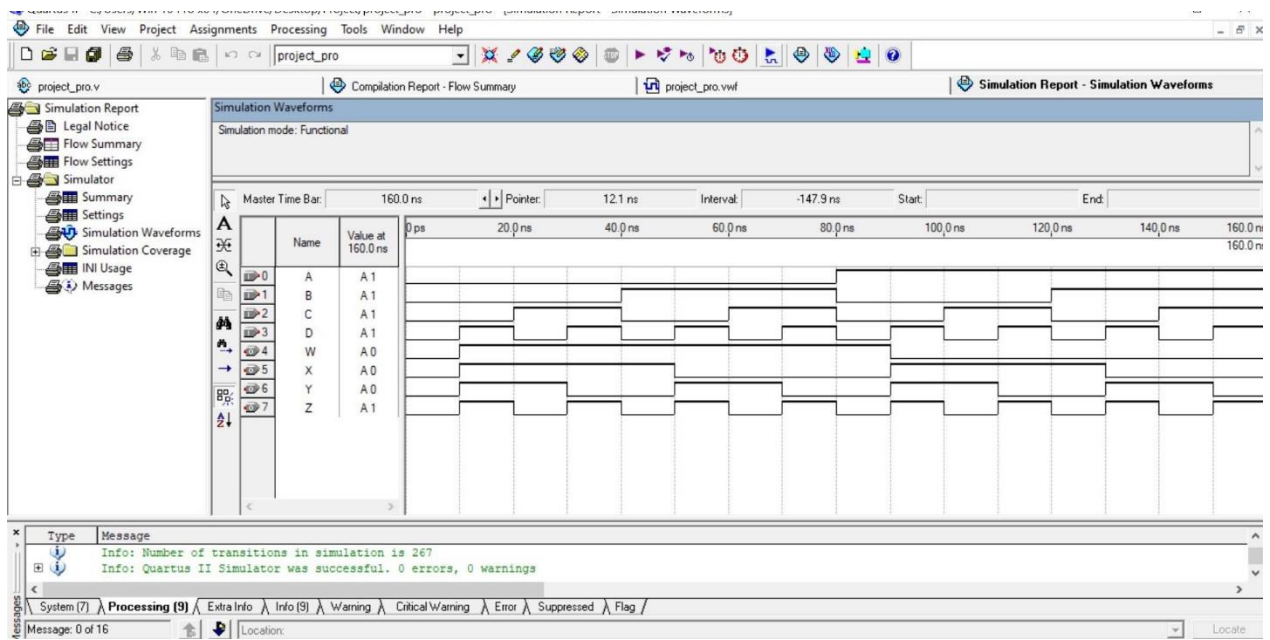 File Edit View Project Assignments Processing Tools Window Help
project_pro
project_pro.v Compilation Report - Flow Summary project_pro.vwf Simulation Report - Simulation Waveforms
Simulation Report
Legal Notice
Flow Summary
Flow Settings
Simulator
Summary
Settings
Simulation Waveforms
Simulation Coverage
INI Usage
Messages
Simulation Waveforms
Simulation mode: Functional
Master Time Bar: 160.0 ns Pointer: 12.1 ns Interval: -147.9 ns Start: End:
Name Value at 160.0 ns
0 ps 20.0 ns 40.0 ns 60.0 ns 80.0 ns 100.0 ns 120.0 ns 140.0 ns 160.0 ns
160.0 ns
0 A A 1
1 B A 1
2 C A 1
3 D A 1
4 W A 0
5 X A 0
6 Y A 0
7 Z A 1
Type Message
Info: Number of transitions in simulation is 267
Info: Quartus II Simulator was successful. 0 errors, 0 warnings
System (7) Processing (9) Extra Info Info (9) Warning Critical Warning Error Suppressed Flag
Messages
Message: 0 of 16 Location: Locate